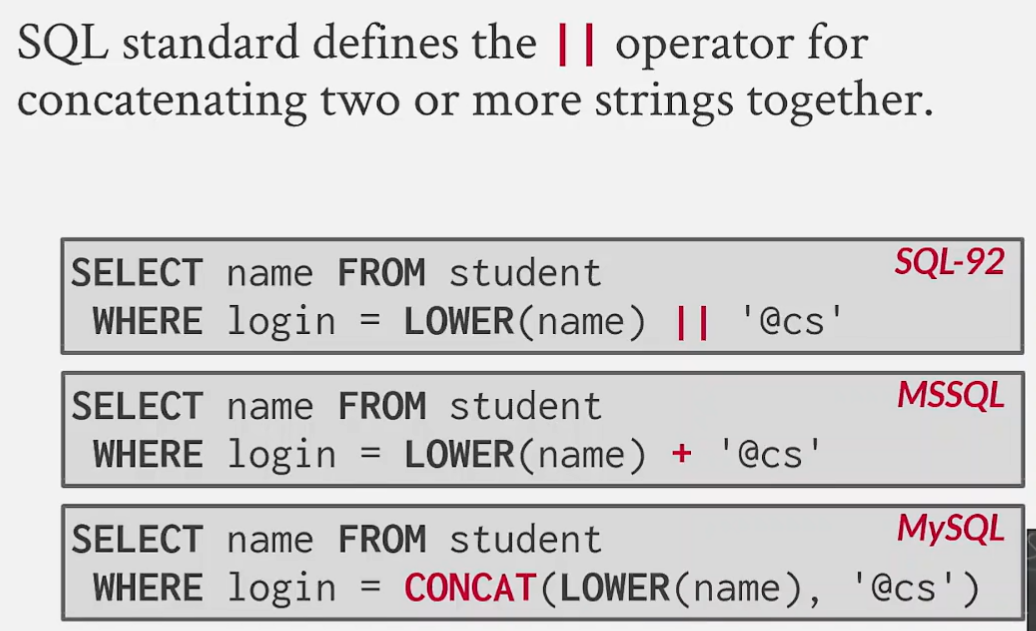 SQL standard defines the || operator for
concatenating two or more strings together.
SQL-92
SELECT name FROM student
WHERE login = LOWER(name) || '@cs'
MSSQL
SELECT name FROM student
WHERE login = LOWER(name) + '@cs'
MySQL
SELECT name FROM student
WHERE login = CONCAT(LOWER(name), '@cs')